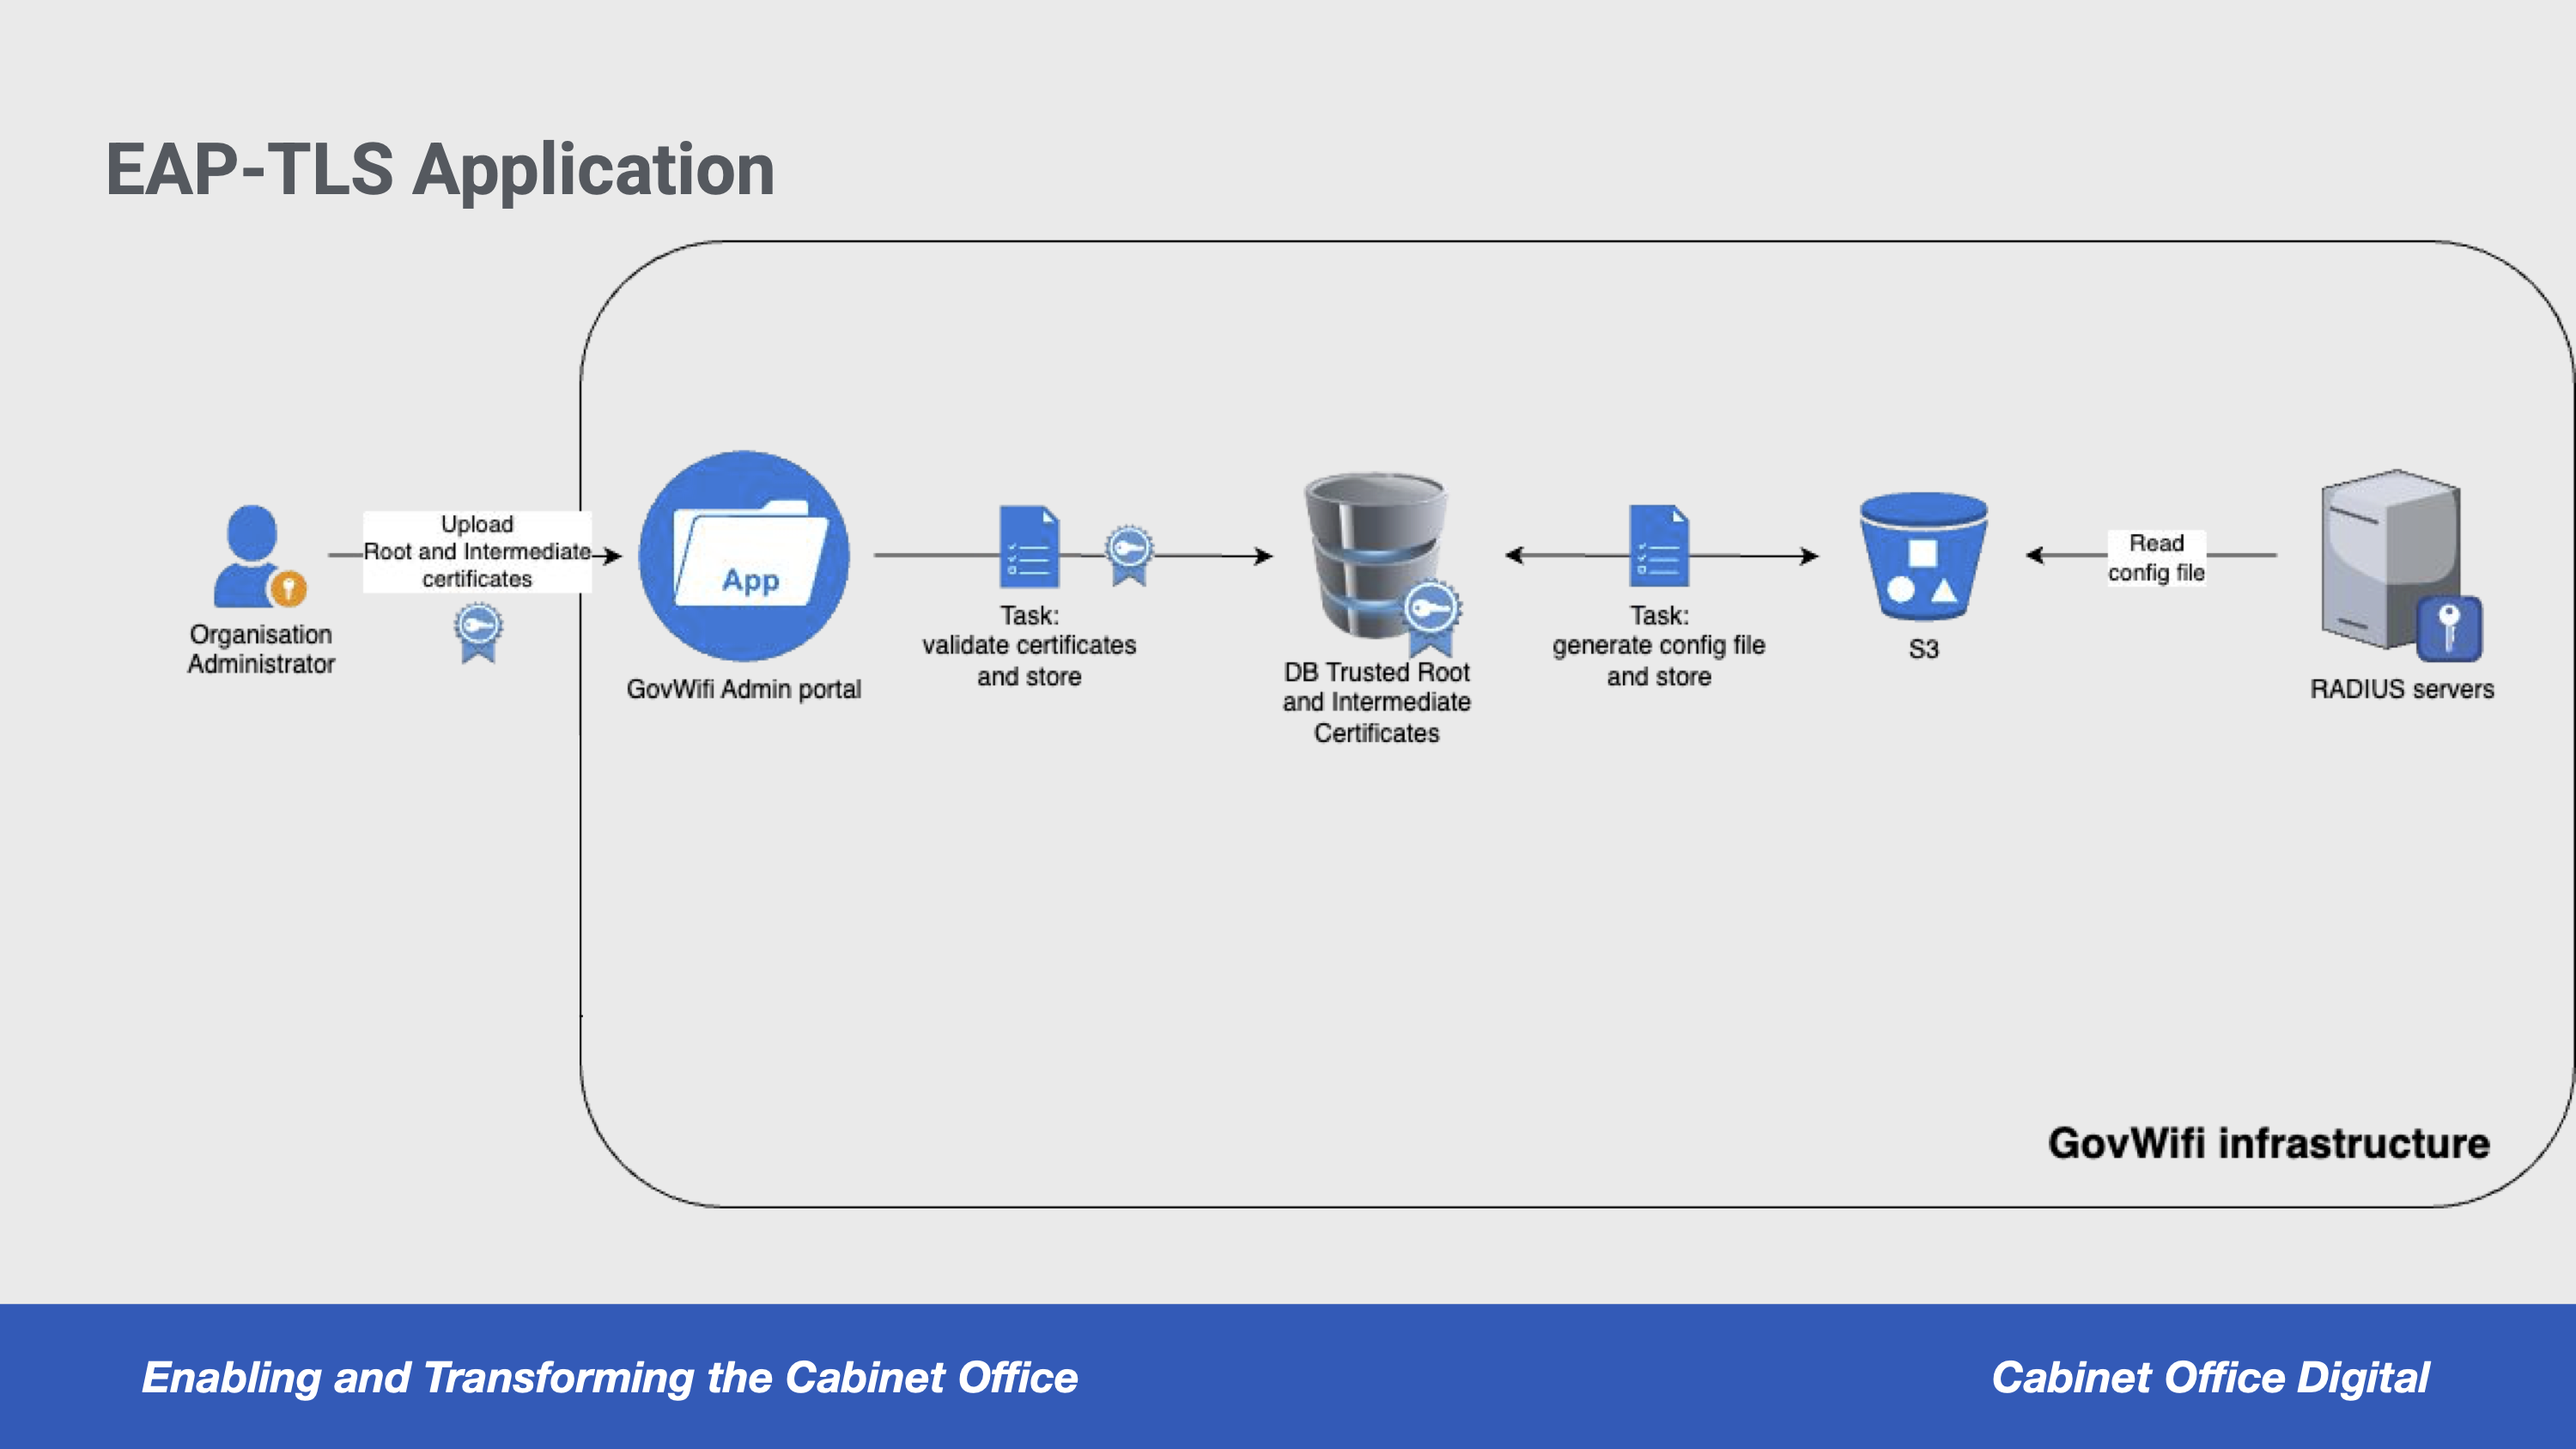 EAP-TLS Application
Upload
Root and Intermediate
certificates
Organisation
Administrator
App
GovWifi Admin portal
Task:
validate certificates
and store
DB Trusted Root
and Intermediate
Certificates
Task:
generate config file
and store
S3
Read
config file
RADIUS servers
GovWifi infrastructure
Enabling and Transforming the Cabinet Office
Cabinet Office Digital